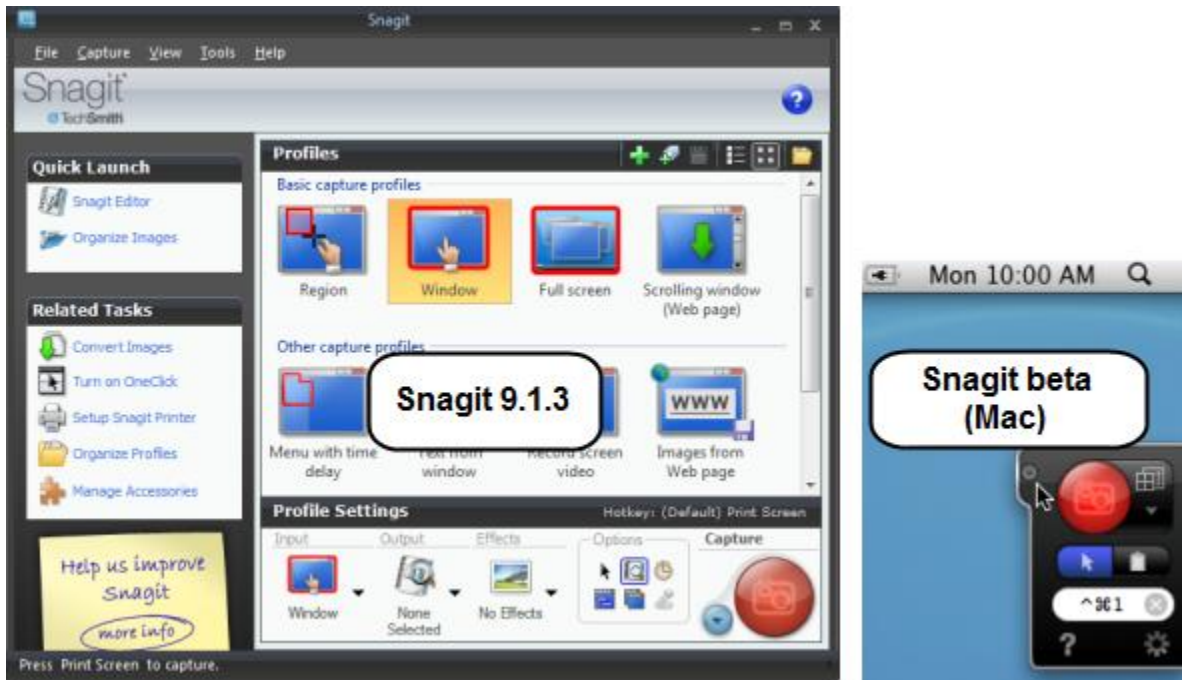 Snagit
File Capture View Tools Help
Snagit
TechSmith
?
Quick Launch
Snagit Editor
Organize Images
Related Tasks
Convert Images
Turn on OneClick
Setup Snagit Printer
Organize Profiles
Manage Accessories
Help us improve
Snagit
more info
Profiles
Basic capture profiles
Region
Window
Full screen
Scrolling window
(Web page)
Other capture profiles
Menu with time
delay
Text from
window
Record screen
video
WWW
Images from
Web page
Snagit 9.1.3
Profile Settings
Hotkey: (Default) Print Screen
Input Output Effects Options Capture
Window
None
Selected
No Effects
Press Print Screen to capture.
Mon 10:00 AM
Snagit beta
(Mac)
^⌘1
?